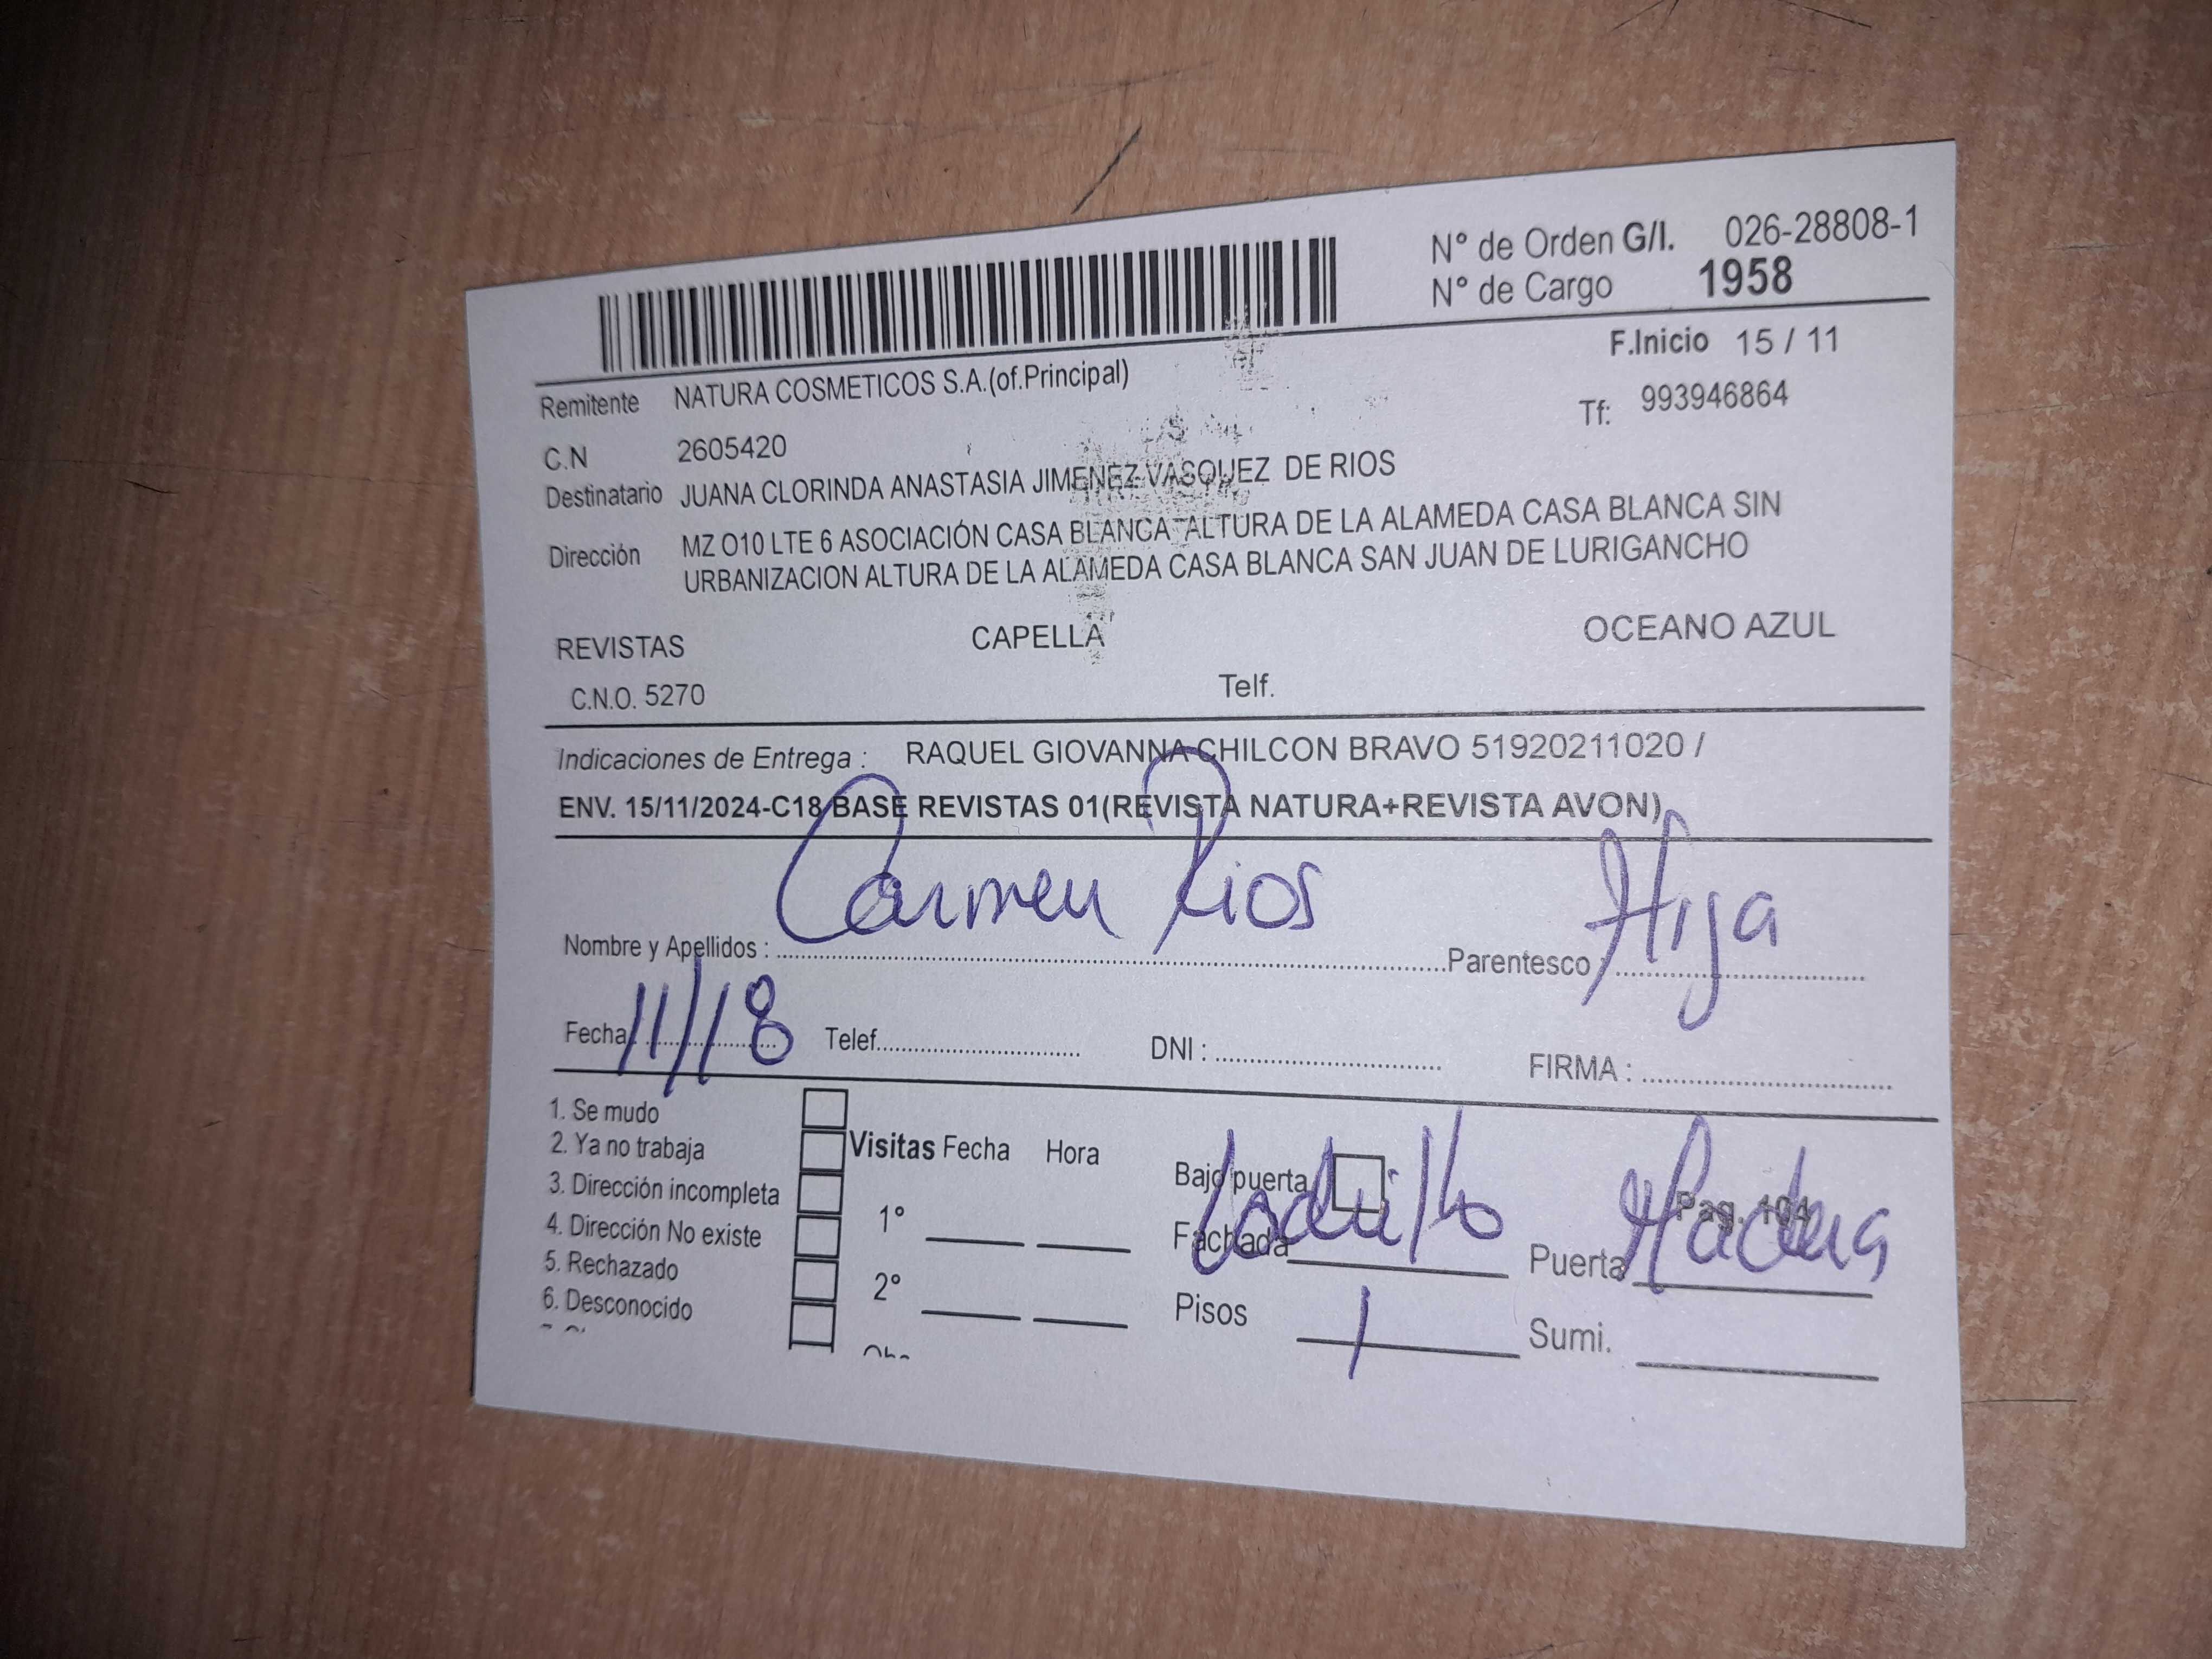 N° de Orden G/I. 026-28808-1
N° de Cargo 1958
F.Inicio 15 / 11
Remitente NATURA COSMETICOS S.A.(of.Principal)
Tf: 993946864
C.N 2605420
Destinatario JUANA CLORINDA ANASTASIA JIMENEZ VASQUEZ DE RIOS
Dirección MZ O10 LTE 6 ASOCIACIÓN CASA BLANCA ALTURA DE LA ALAMEDA CASA BLANCA SIN
URBANIZACION ALTURA DE LA ALAMEDA CASA BLANCA SAN JUAN DE LURIGANCHO
REVISTAS CAPELLA OCEANO AZUL
C.N.O. 5270 Telf.
Indicaciones de Entrega : RAQUEL GIOVANNA CHILCON BRAVO 51920211020 /
ENV. 15/11/2024-C18 BASE REVISTAS 01(REVISTA NATURA+REVISTA AVON)
Nombre y Apellidos : Carmen Rios Parentesco : Hija
Fecha 11/18 Telef. DNI : FIRMA :
1. Se mudo
2. Ya no trabaja
3. Dirección incompleta
4. Dirección No existe
5. Rechazado
6. Desconocido
Visitas Fecha Hora
1°
2°
Bajo puerta
Pag. 104
Fachada Ladrillo Puerta Madera
Pisos 1 Sumi.